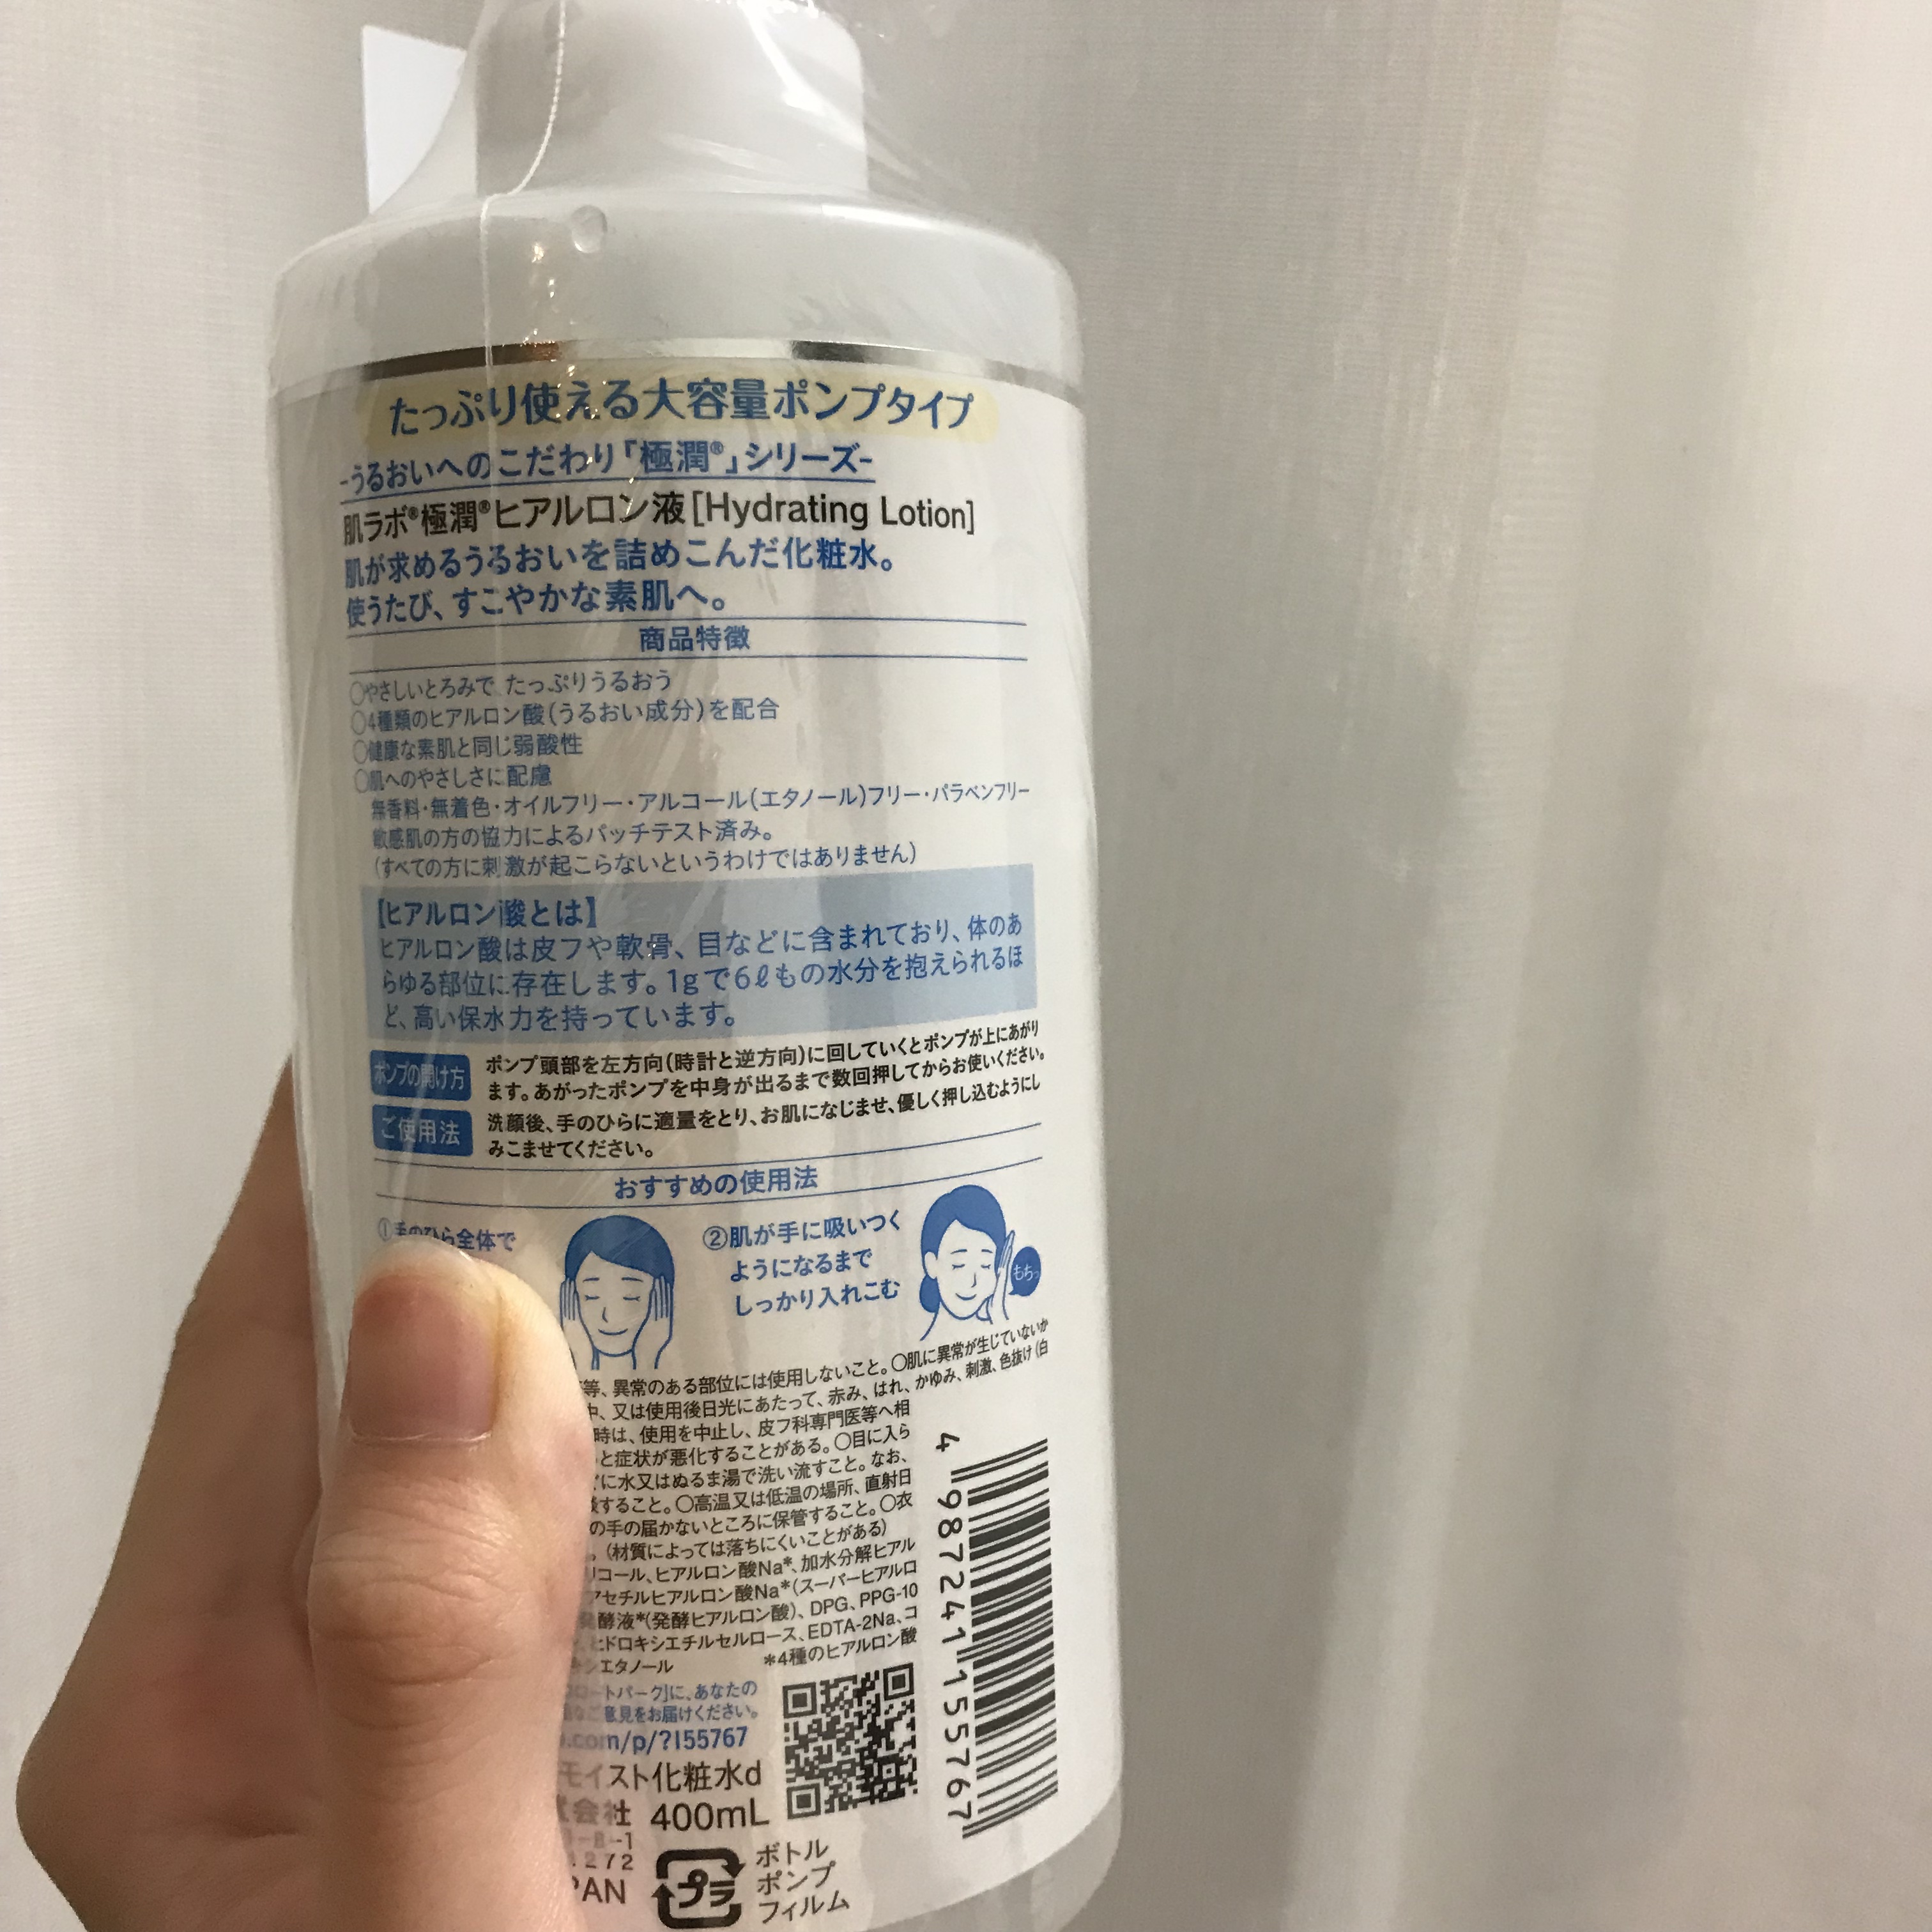 たっぷり使える大容量ポンプタイプ
-うるおいへのこだわり「極潤®」シリーズ-
肌ラボ®極潤®ヒアルロン液[Hydrating Lotion]
肌が求めるうるおいを詰めこんだ化粧水。
使うたび、すこやかな素肌へ。
商品特徴
○やさしいとろみで、たっぷりうるおう
○4種類のヒアルロン酸(うるおい成分)を配合
○健康な素肌と同じ弱酸性
○肌へのやさしさに配慮
無香料・無着色・オイルフリー・アルコール(エタノール)フリー・パラベンフリー
敏感肌の方の協力によるパッチテスト済み。
(すべての方に刺激が起こらないというわけではありません)
【ヒアルロン酸とは】
ヒアルロン酸は皮フや軟骨、目などに含まれており、体のあ
らゆる部位に存在します。1gで6ℓもの水分を抱えられるほ
ど、高い保水力を持っています。
ポンプの開け方
ポンプ頭部を左方向(時計と逆方向)に回していくとポンプが上にあがり
ます。あがったポンプを中身が出るまで数回押してからお使いください。
ご使用法
洗顔後、手のひらに適量をとり、お肌になじませ、優しく押し込むようにし
みこませてください。
おすすめの使用法
①手のひら全体で
②肌が手に吸いつく
ようになるまで
しっかり入れこむ
もちっ
等、異常のある部位には使用しないこと。○肌に異常が生じていないか
中、又は使用後日光にあたって、赤み、はれ、かゆみ、刺激、色抜け(白
時は、使用を中止し、皮フ科専門医等へ相
と症状が悪化することがある。○目に入ら
に水又はぬるま湯で洗い流すこと。なお、
すること。○高温又は低温の場所、直射日
の手の届かないところに保管すること。○衣
。(材質によっては落ちにくいことがある)
リコール、ヒアルロン酸Na*、加水分解ヒアル
アセチルヒアルロン酸Na*(スーパーヒアルロ
発酵液*(発酵ヒアルロン酸)、DPG、PPG-10
ヒドロキシエチルセルロース、EDTA-2Na、コ
キシエタノール
*4種のヒアルロン酸
ロートパーク」に、あなたの
ご意見をお届けください。
.com/p/?155767
モイスト化粧水d
式会社 400mL
-8-1
272
PAN
プラ
ボトル
ポンプ
フィルム
4 987241 155767